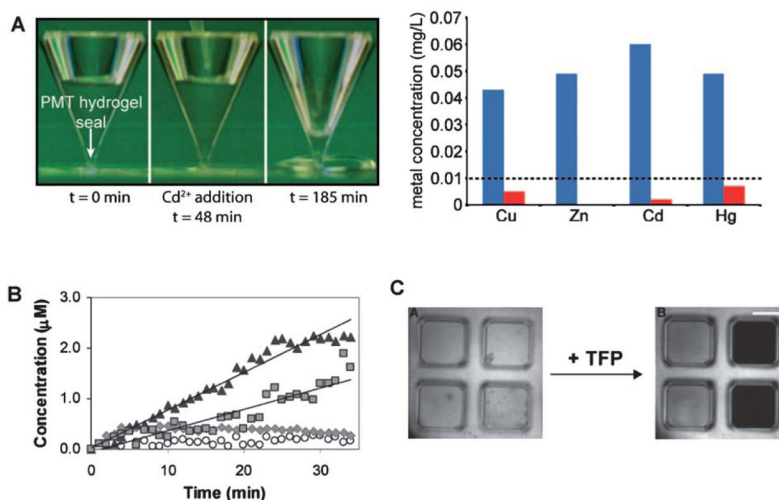 A
PMT hydrogel
seal
t = 0 min
Cd²⁺ addition
t = 48 min
t = 185 min
metal concentration (mg/L)
0.07
0.06
0.05
0.04
0.03
0.02
0.01
0.01
0
Cu
Zn
Cd
Hg
B
Concentration (µM)
3.0
2.0
1.0
0.0
0
10
20
30
Time (min)
C
A
+ TFP
B